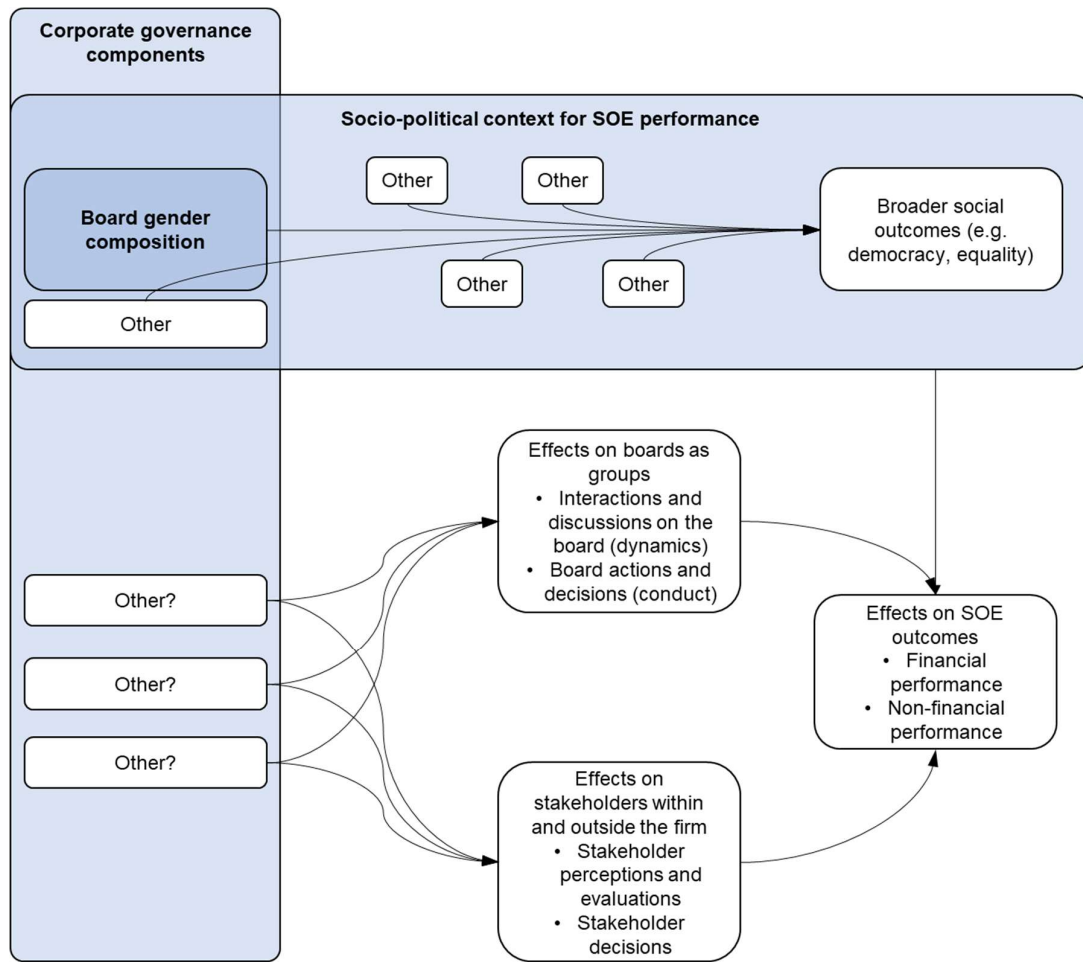 Corporate governance
components
Socio-political context for SOE performance
Board gender
composition
Other
Other
Other
Other
Other
Broader social
outcomes (e.g.
democracy, equality)
Effects on boards as
groups
• Interactions and
discussions on the
board (dynamics)
• Board actions and
decisions (conduct)
Other?
Other?
Other?
Effects on SOE
outcomes
• Financial
performance
• Non-financial
performance
Effects on
stakeholders within
and outside the firm
• Stakeholder
perceptions and
evaluations
• Stakeholder
decisions